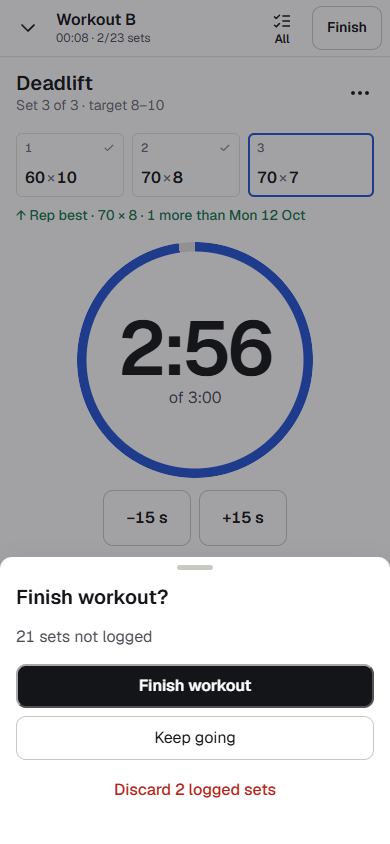 Workout B
00:08 · 2/23 sets
All
Finish
Deadlift
Set 3 of 3 · target 8–10
1
60×10
2
70×8
3
70×7
↑ Rep best · 70 × 8 · 1 more than Mon 12 Oct
2:56
of 3:00
−15 s
+15 s
Finish workout?
21 sets not logged
Finish workout
Keep going
Discard 2 logged sets